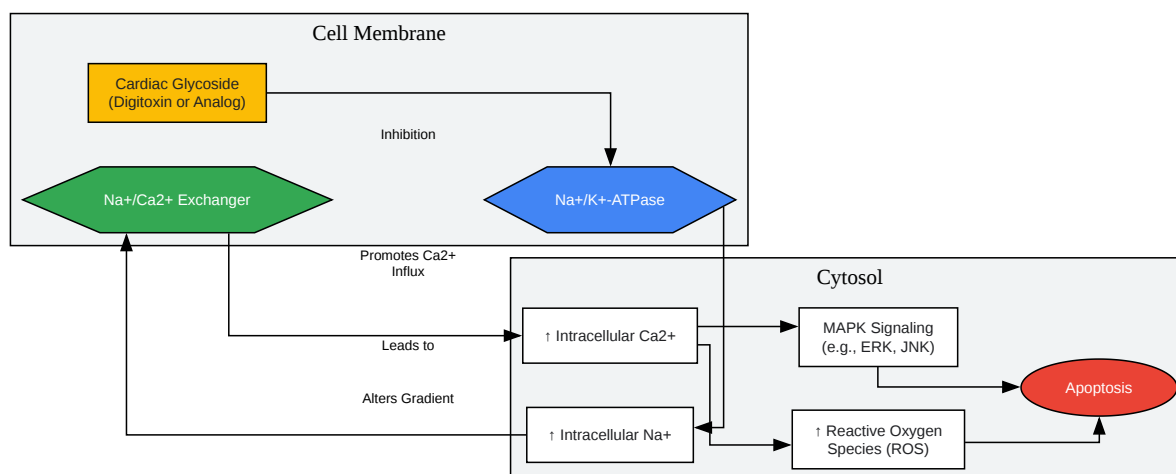 Cell Membrane
Cardiac Glycoside
(Digitoxin or Analog)
Inhibition
Na+/Ca2+ Exchanger
Na+/K+-ATPase
Promotes Ca2+
Influx
Cytosol
↑ Intracellular Ca2+
MAPK Signaling
(e.g., ERK, JNK)
Leads to
Apoptosis
Alters Gradient
↑ Intracellular Na+
↑ Reactive Oxygen
Species (ROS)